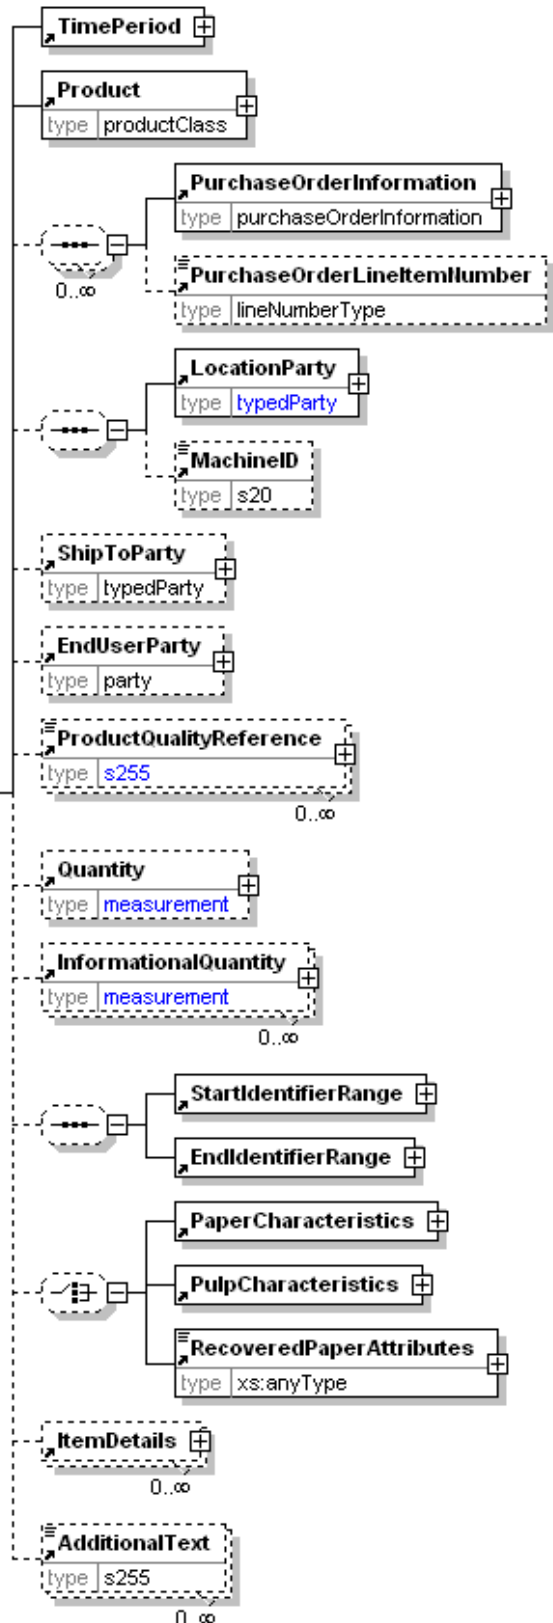 TimePeriod
Product
type productClass
PurchaseOrderInformation
type purchaseOrderInformation
0..∞
PurchaseOrderLineItemNumber
type lineNumberType
LocationParty
type typedParty
MachineID
type s20
ShipToParty
type typedParty
EndUserParty
type party
ProductQualityReference
type s255
0..∞
Quantity
type measurement
InformationalQuantity
type measurement
0..∞
StartIdentifierRange
EndIdentifierRange
PaperCharacteristics
PulpCharacteristics
RecoveredPaperAttributes
type xs:anyType
ItemDetails
0..∞
AdditionalText
type s255
0..∞